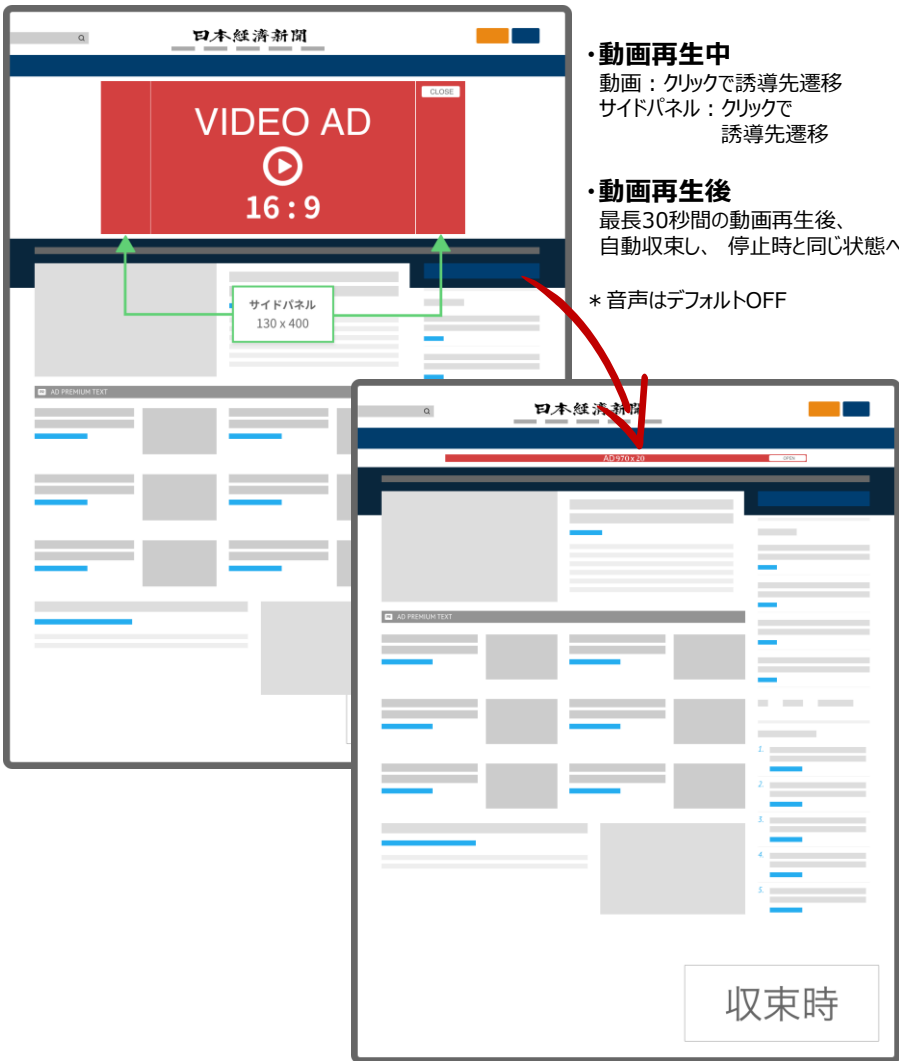 日本経済新聞
CLOSE
VIDEO AD
16 : 9
サイドパネル
130 x 400
AD PREMIUM TEXT
・動画再生中
動画：クリックで誘導先遷移
サイドパネル：クリックで
誘導先遷移
・動画再生後
最長30秒間の動画再生後、
自動収束し、 停止時と同じ状態へ
＊音声はデフォルトOFF
日本経済新聞
AD 970 x 20
OPEN
AD PREMIUM TEXT
1.
2.
3.
4.
5.
収束時